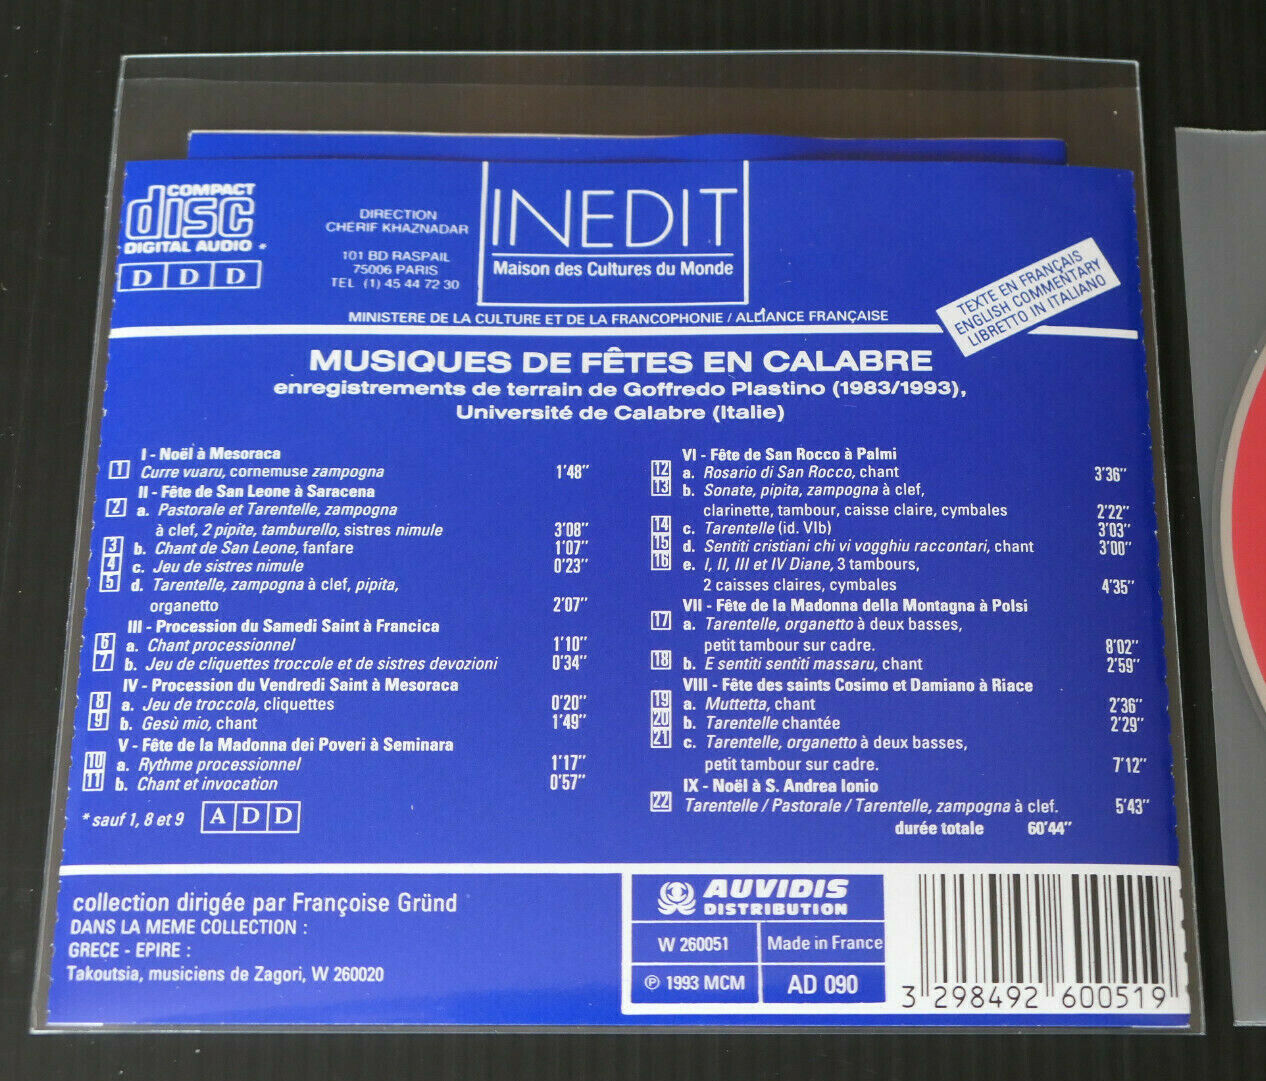 COMPACT
disc
DIGITAL AUDIO *
D D D
DIRECTION
CHÉRIF KHAZNADAR
101 BD RASPAIL
75006 PARIS
TEL (1) 45 44 72 30
INEDIT
Maison des Cultures du Monde
TEXTE EN FRANÇAIS
ENGLISH COMMENTARY
LIBRETTO IN ITALIANO
MINISTERE DE LA CULTURE ET DE LA FRANCOPHONIE / ALLIANCE FRANÇAISE
MUSIQUES DE FÊTES EN CALABRE
enregistrements de terrain de Goffredo Plastino (1983/1993),
Université de Calabre (Italie)
I - Noël à Mesoraca
1 Curre vuaru, cornemuse zampogna 1'48"
II - Fête de San Leone à Saracena
2 a. Pastorale et Tarentelle, zampogna
à clef, 2 pipite, tamburello, sistres nimule 3'08"
3 b. Chant de San Leone, fanfare 1'07"
4 c. Jeu de sistres nimule 0'23"
5 d. Tarentelle, zampogna à clef, pipita,
organetto 2'07"
III - Procession du Samedi Saint à Francica
6 a. Chant processionnel 1'10"
7 b. Jeu de cliquettes troccole et de sistres devozioni 0'34"
IV - Procession du Vendredi Saint à Mesoraca
8 a. Jeu de troccola, cliquettes 0'20"
9 b. Gesù mio, chant 1'49"
V - Fête de la Madonna dei Poveri à Seminara
10 a. Rythme processionnel 1'17"
11 b. Chant et invocation 0'57"
* sauf 1, 8 et 9 A D D
VI - Fête de San Rocco à Palmi
12 a. Rosario di San Rocco, chant 3'36"
13 b. Sonate, pipita, zampogna à clef,
clarinette, tambour, caisse claire, cymbales 2'22"
14 c. Tarentelle (id. VIb) 3'03"
15 d. Sentiti cristiani chi vi vogghiu raccontari, chant 3'00"
16 e. I, II, III et IV Diane, 3 tambours,
2 caisses claires, cymbales 4'35"
VII - Fête de la Madonna della Montagna à Polsi
17 a. Tarentelle, organetto à deux basses,
petit tambour sur cadre. 8'02"
18 b. E sentiti sentiti massaru, chant 2'59"
VIII - Fête des saints Cosimo et Damiano à Riace
19 a. Muttetta, chant 2'36"
20 b. Tarentelle chantée 2'29"
21 c. Tarentelle, organetto à deux basses,
petit tambour sur cadre. 7'12"
IX - Noël à S. Andrea Ionio
22 Tarentelle / Pastorale / Tarentelle, zampogna à clef. 5'43"
durée totale 60'44"
collection dirigée par Françoise Gründ
DANS LA MEME COLLECTION :
GRECE - EPIRE :
Takoutsia, musiciens de Zagori, W 260020
AUVIDIS
DISTRIBUTION
W 260051 Made in France
℗ 1993 MCM AD 090
3 298492 600519